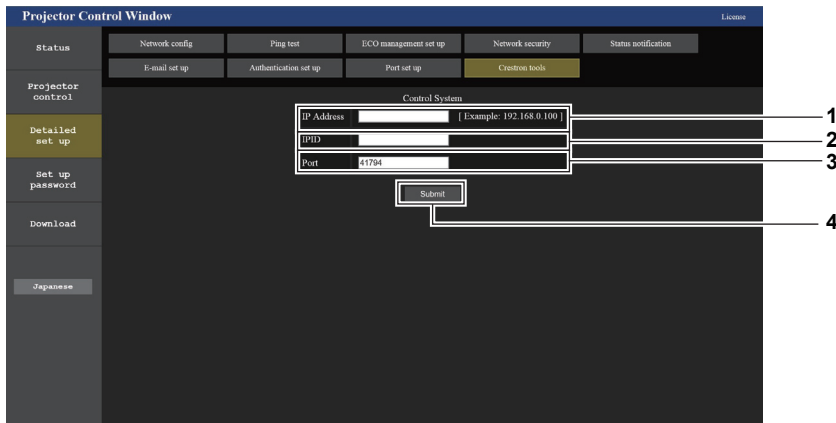 Projector Control Window License
Status Network config Ping test ECO management set up Network security Status notification
E-mail set up Authentication set up Port set up Crestron tools
Projector
control
Control System
IP Address [ Example: 192.168.0.100 ] 1
Detailed
set up
IPID 2
Port 41794 3
Set up
password
Submit
Download 4
Japanese